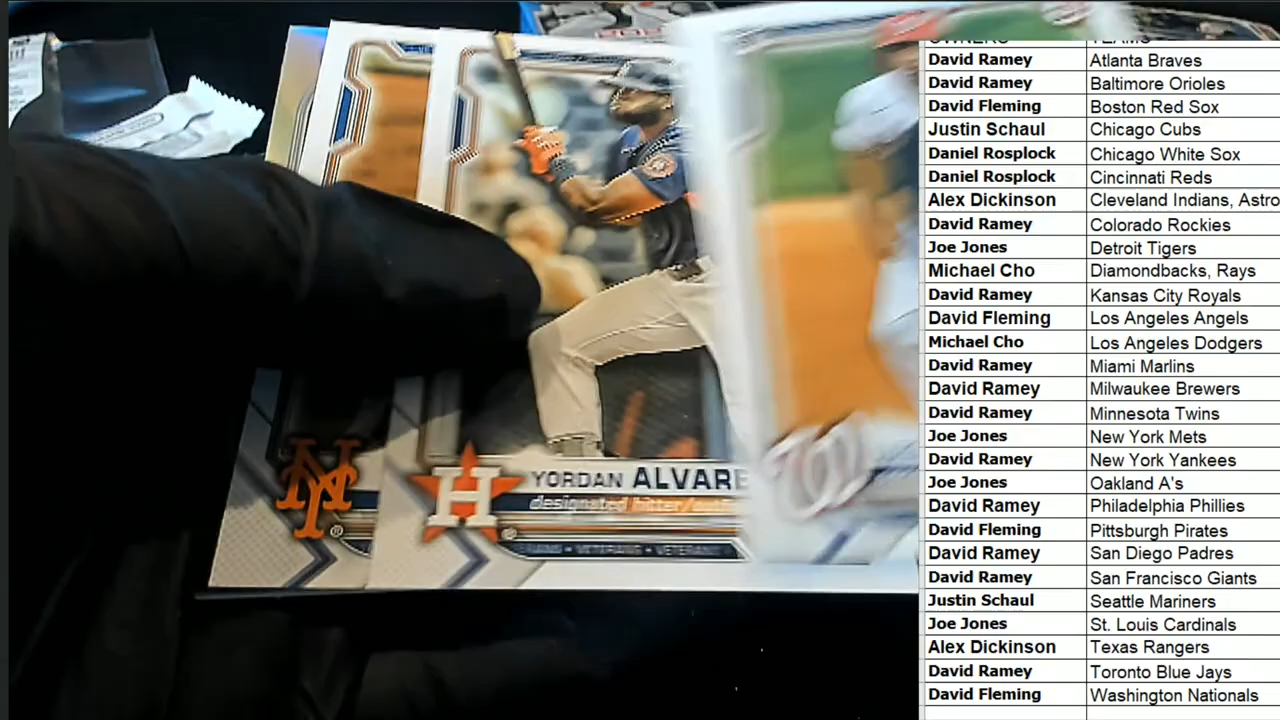 OWNERS TEAMS
David Ramey Atlanta Braves
David Ramey Baltimore Orioles
David Fleming Boston Red Sox
Justin Schaul Chicago Cubs
Daniel Rosplock Chicago White Sox
Daniel Rosplock Cincinnati Reds
Alex Dickinson Cleveland Indians, Astro
David Ramey Colorado Rockies
Joe Jones Detroit Tigers
Michael Cho Diamondbacks, Rays
David Ramey Kansas City Royals
David Fleming Los Angeles Angels
Michael Cho Los Angeles Dodgers
David Ramey Miami Marlins
David Ramey Milwaukee Brewers
David Ramey Minnesota Twins
Joe Jones New York Mets
David Ramey New York Yankees
Joe Jones Oakland A's
David Ramey Philadelphia Phillies
David Fleming Pittsburgh Pirates
David Ramey San Diego Padres
David Ramey San Francisco Giants
Justin Schaul Seattle Mariners
Joe Jones St. Louis Cardinals
Alex Dickinson Texas Rangers
David Ramey Toronto Blue Jays
David Fleming Washington Nationals
NY
H
YORDAN ALVARE
designated hitter/
VETERANS • VETERAN